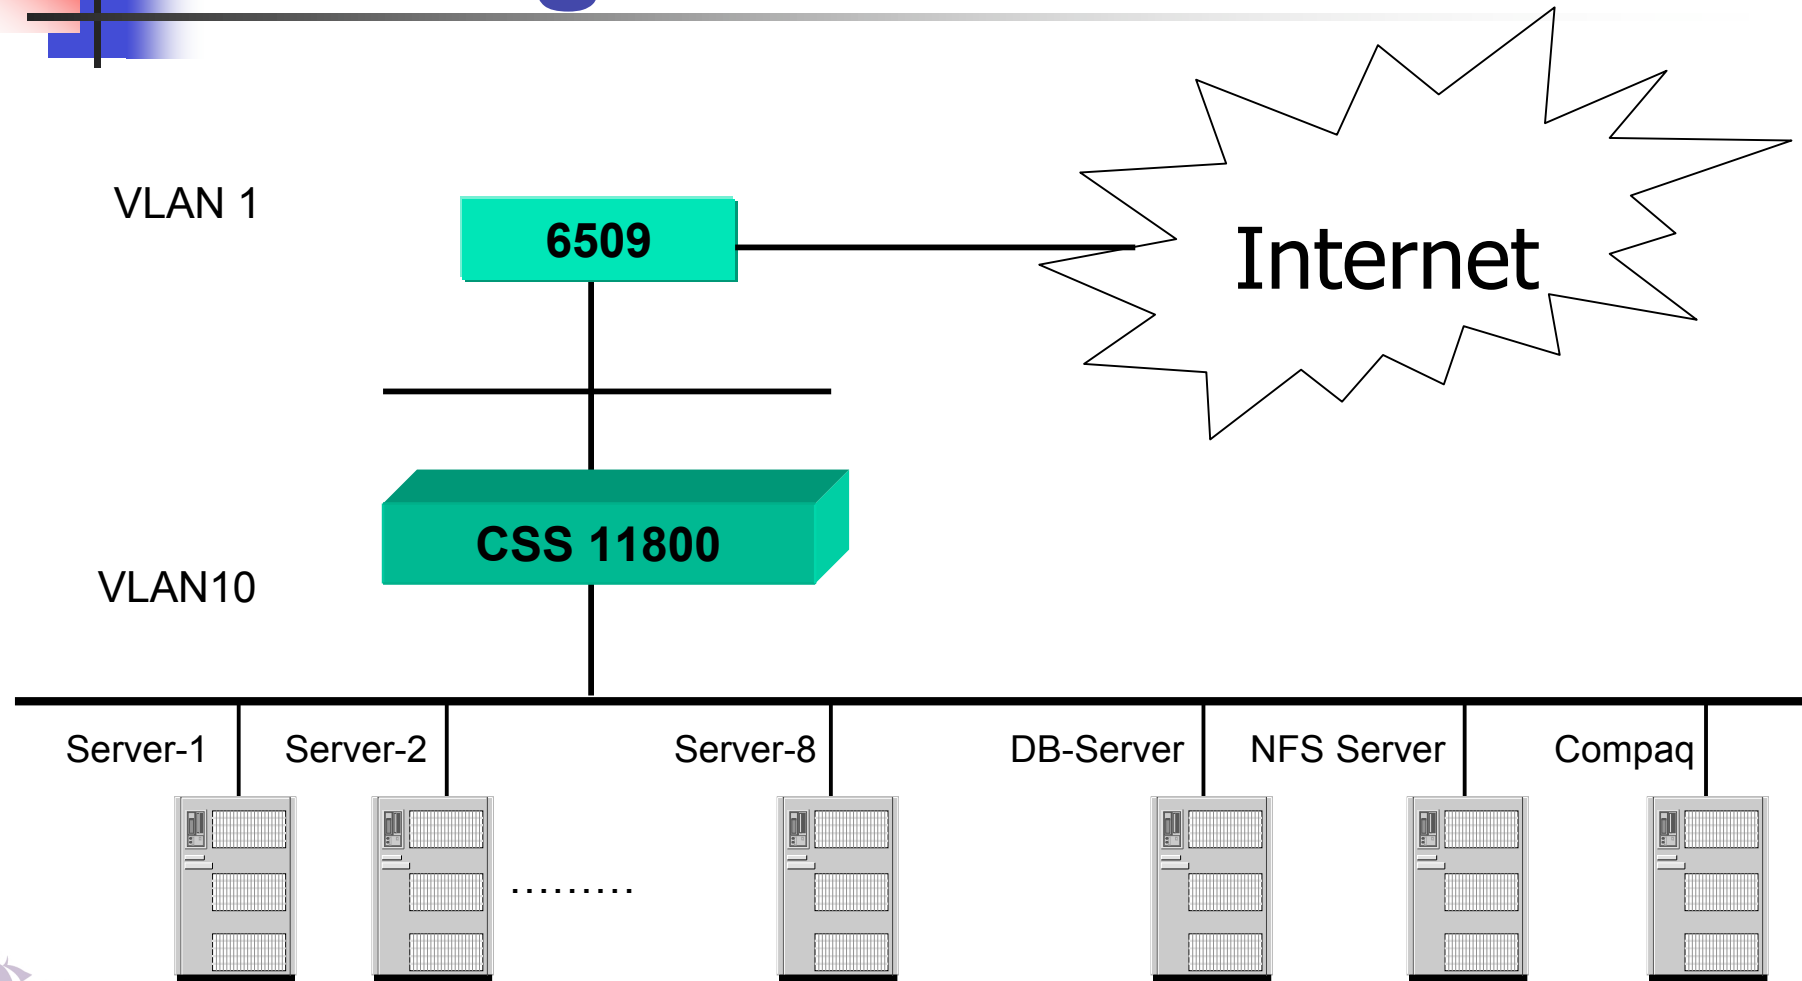 VLAN 1
6509
Internet
CSS 11800
VLAN10
Server-1
Server-2
Server-8
DB-Server
NFS Server
Compaq
.........